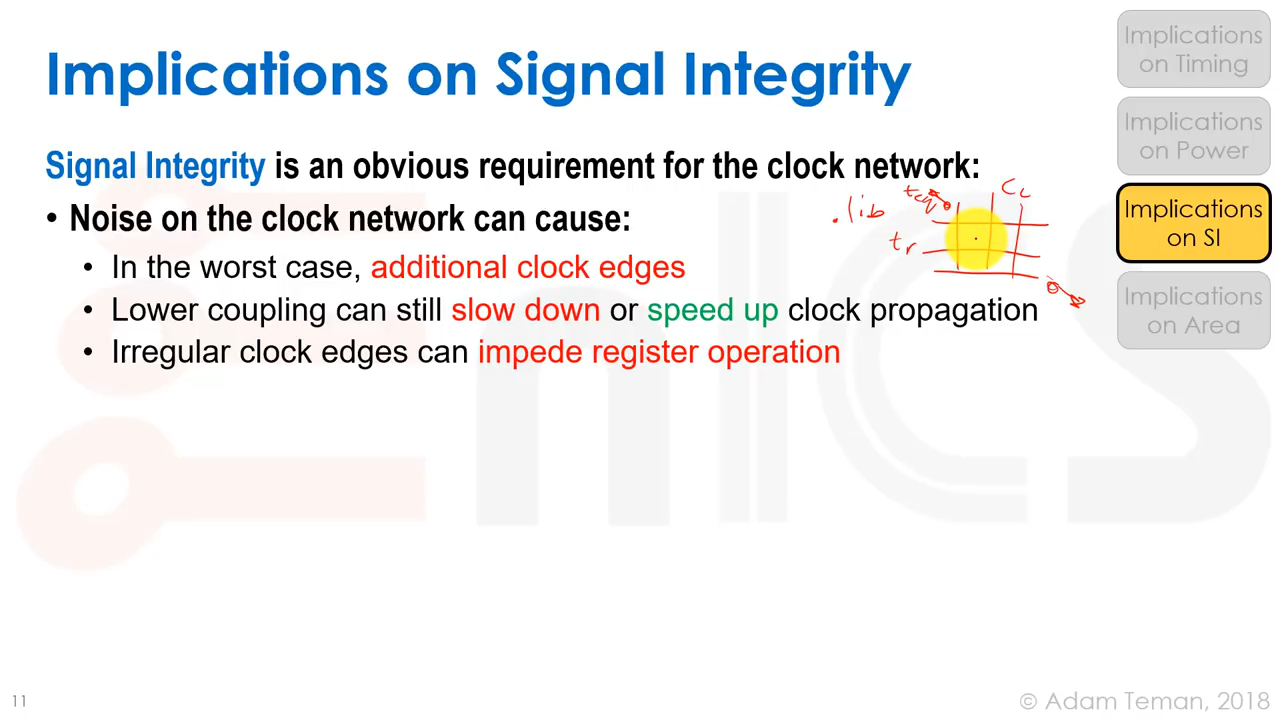 Implications on Signal Integrity
Signal Integrity is an obvious requirement for the clock network:
• Noise on the clock network can cause:
• In the worst case, additional clock edges
• Lower coupling can still slow down or speed up clock propagation
• Irregular clock edges can impede register operation
.lib
tcq
CL
tr
Implications
on Timing
Implications
on Power
Implications
on SI
Implications
on Area
EnICS
11
© Adam Teman, 2018